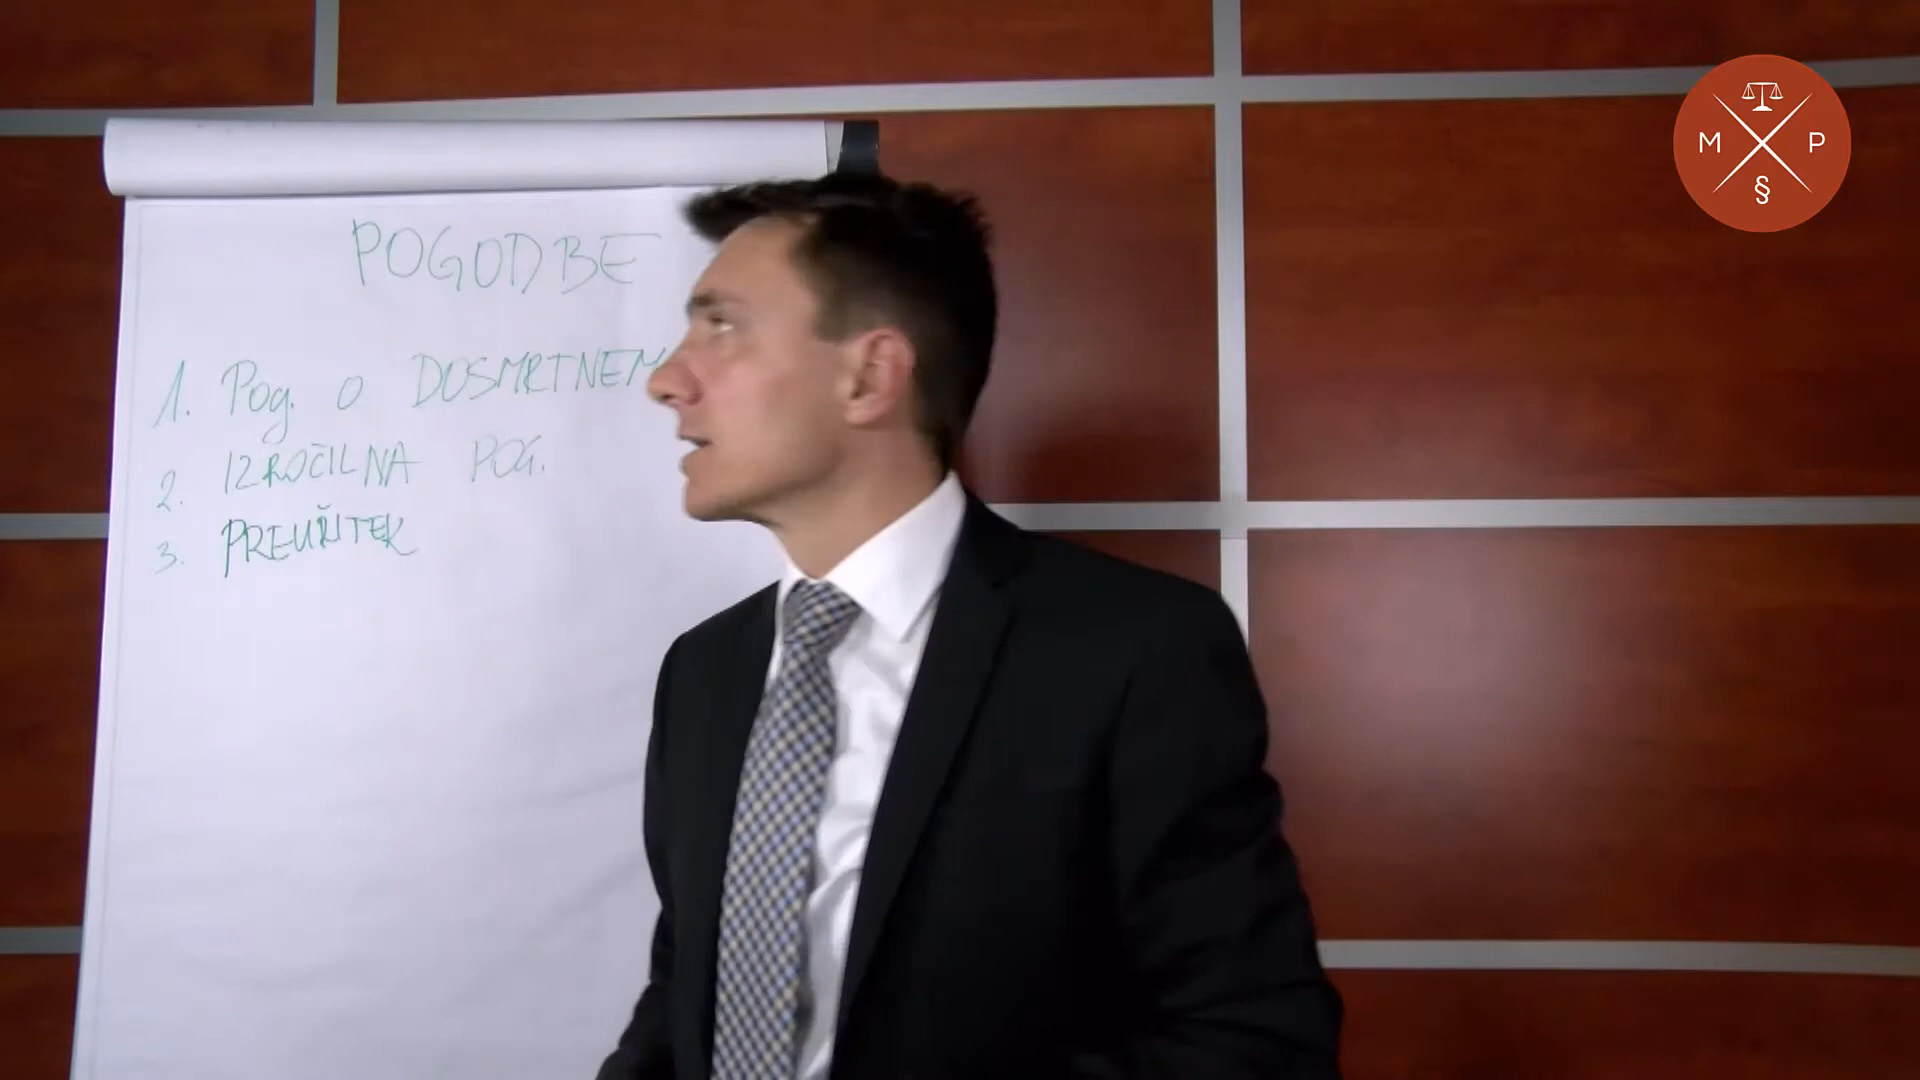 POGODBE
1. Pog. o DOSMRTNEM
2. IZROČILNA POG.
3. PREUŽITEK
M P
§